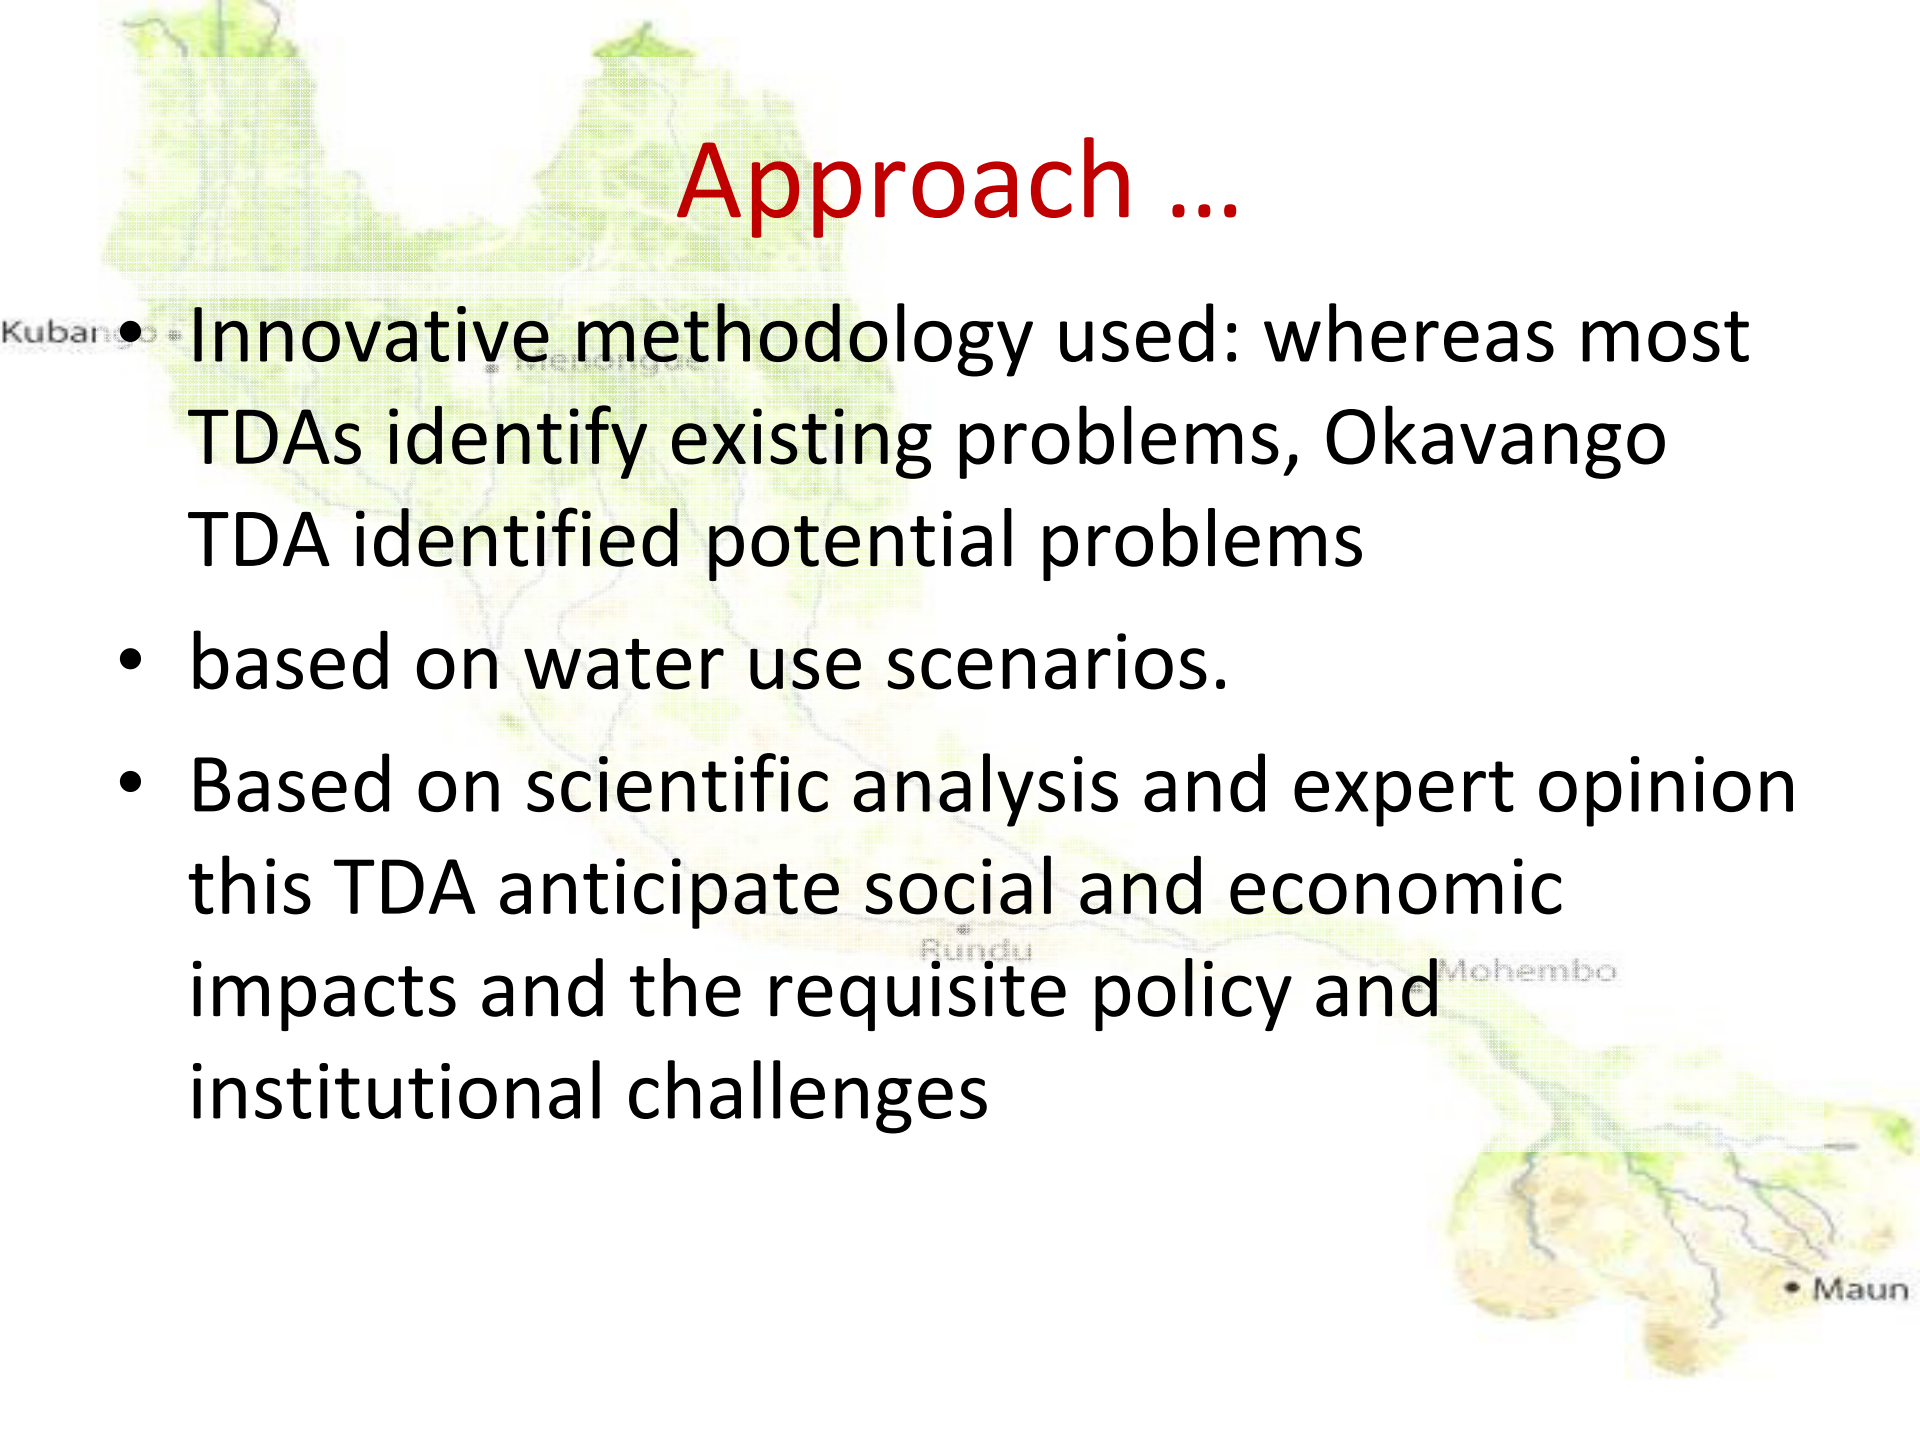 Approach ...
• Innovative methodology used: whereas most
TDAs identify existing problems, Okavango
TDA identified potential problems
• based on water use scenarios.
• Based on scientific analysis and expert opinion
this TDA anticipate social and economic
impacts and the requisite policy and
institutional challenges
Kubango
Menongue
Rundu
Mohembo
Maun